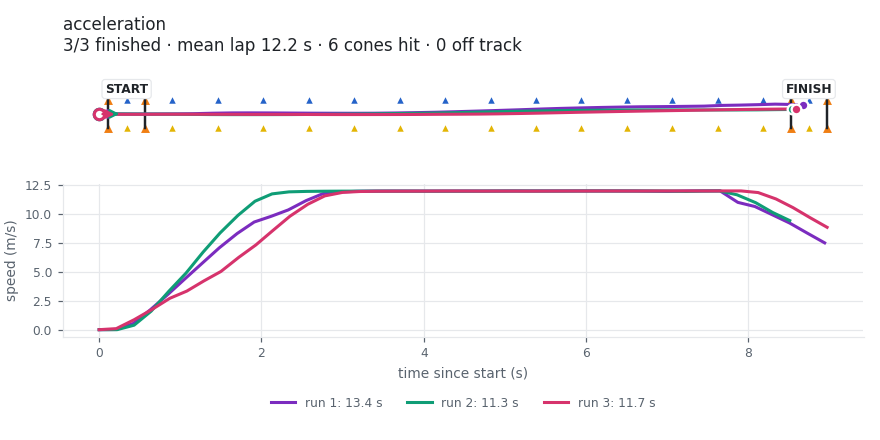 acceleration
3/3 finished · mean lap 12.2 s · 6 cones hit · 0 off track
START
FINISH
12.5
10.0
7.5
5.0
2.5
0.0
speed (m/s)
0
2
4
6
8
time since start (s)
run 1: 13.4 s
run 2: 11.3 s
run 3: 11.7 s